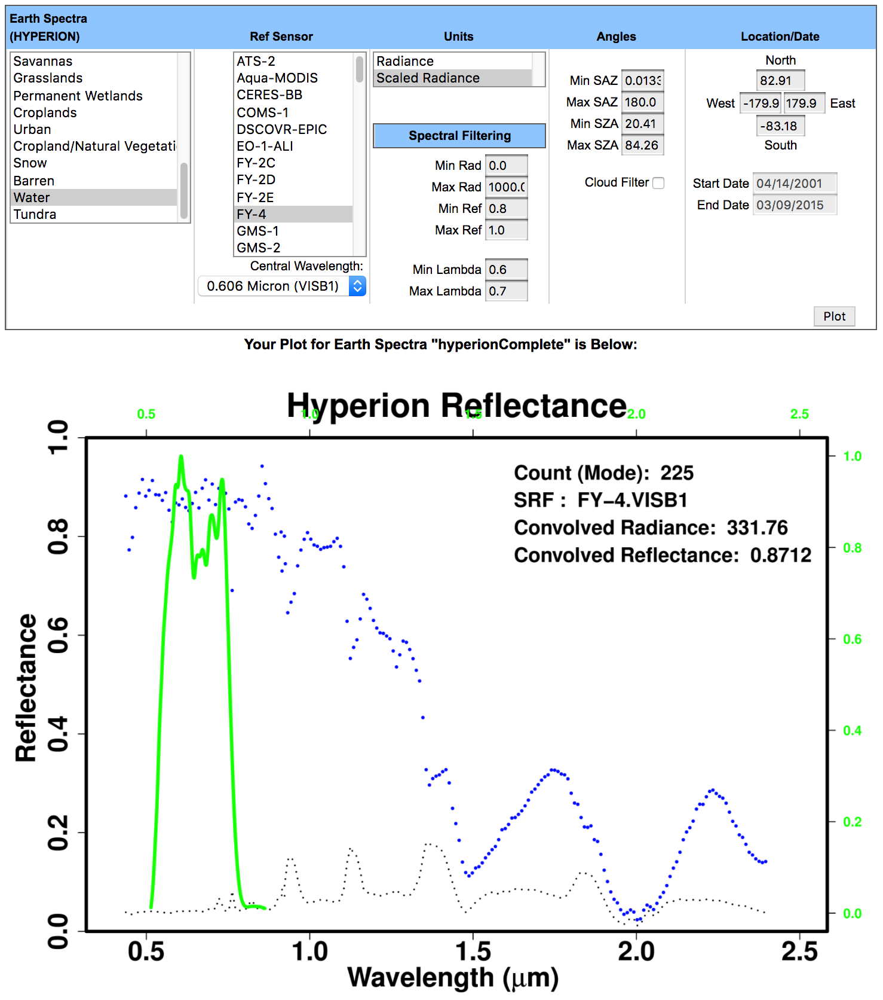 Earth Spectra
(HYPERION)
Ref Sensor
Units
Angles
Location/Date
Savannas
Grasslands
Permanent Wetlands
Croplands
Urban
Cropland/Natural Vegetati
Snow
Barren
Water
Tundra
ATS-2
Aqua-MODIS
CERES-BB
COMS-1
DSCOVR-EPIC
EO-1-ALI
FY-2C
FY-2D
FY-2E
FY-4
GMS-1
GMS-2
Central Wavelength:
0.606 Micron (VISB1)
Radiance
Scaled Radiance
Spectral Filtering
Min Rad 0.0
Max Rad 1000.0
Min Ref 0.8
Max Ref 1.0
Min Lambda 0.6
Max Lambda 0.7
Min SAZ 0.0133
Max SAZ 180.0
Min SZA 20.41
Max SZA 84.26
Cloud Filter
North
82.91
West -179.9 179.9 East
-83.18
South
Start Date 04/14/2001
End Date 03/09/2015
Plot
Your Plot for Earth Spectra "hyperionComplete" is Below:
Hyperion Reflectance
0.5 1.0 1.5 2.0 2.5
Count (Mode): 225
SRF : FY-4.VISB1
Convolved Radiance: 331.76
Convolved Reflectance: 0.8712
Reflectance
1.0
0.8
0.6
0.4
0.2
0.0
1.0
0.8
0.6
0.4
0.2
0.0
0.5 1.0 1.5 2.0 2.5
Wavelength (μm)